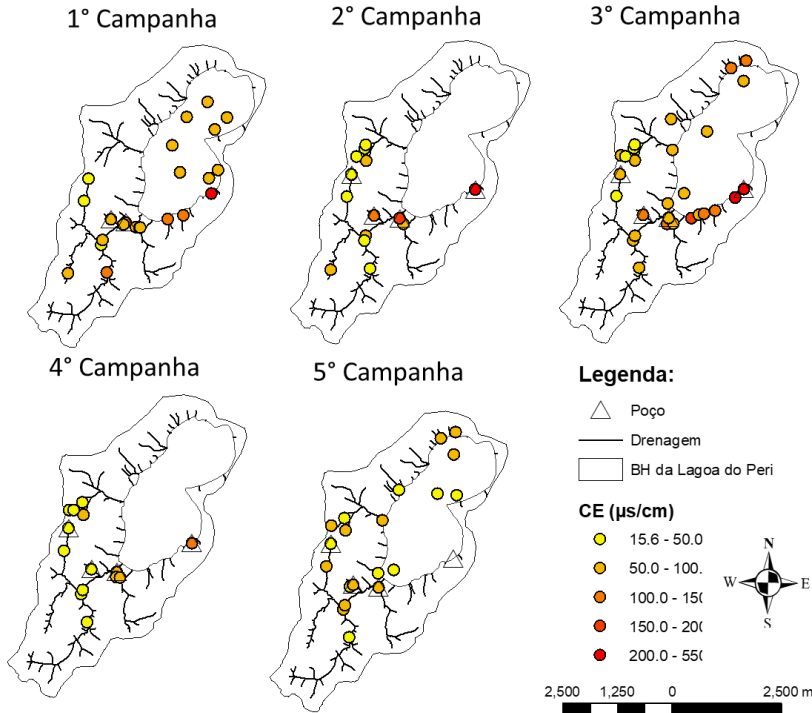 1° Campanha
2° Campanha
3° Campanha
4° Campanha
5° Campanha
Legenda:
Poço
Drenagem
BH da Lagoa do Peri
CE (µs/cm)
15.6 - 50.0
50.0 - 100.
100.0 - 150
150.0 - 200
200.0 - 550
N
W
E
S
2,500
1,250
0
2,500 m